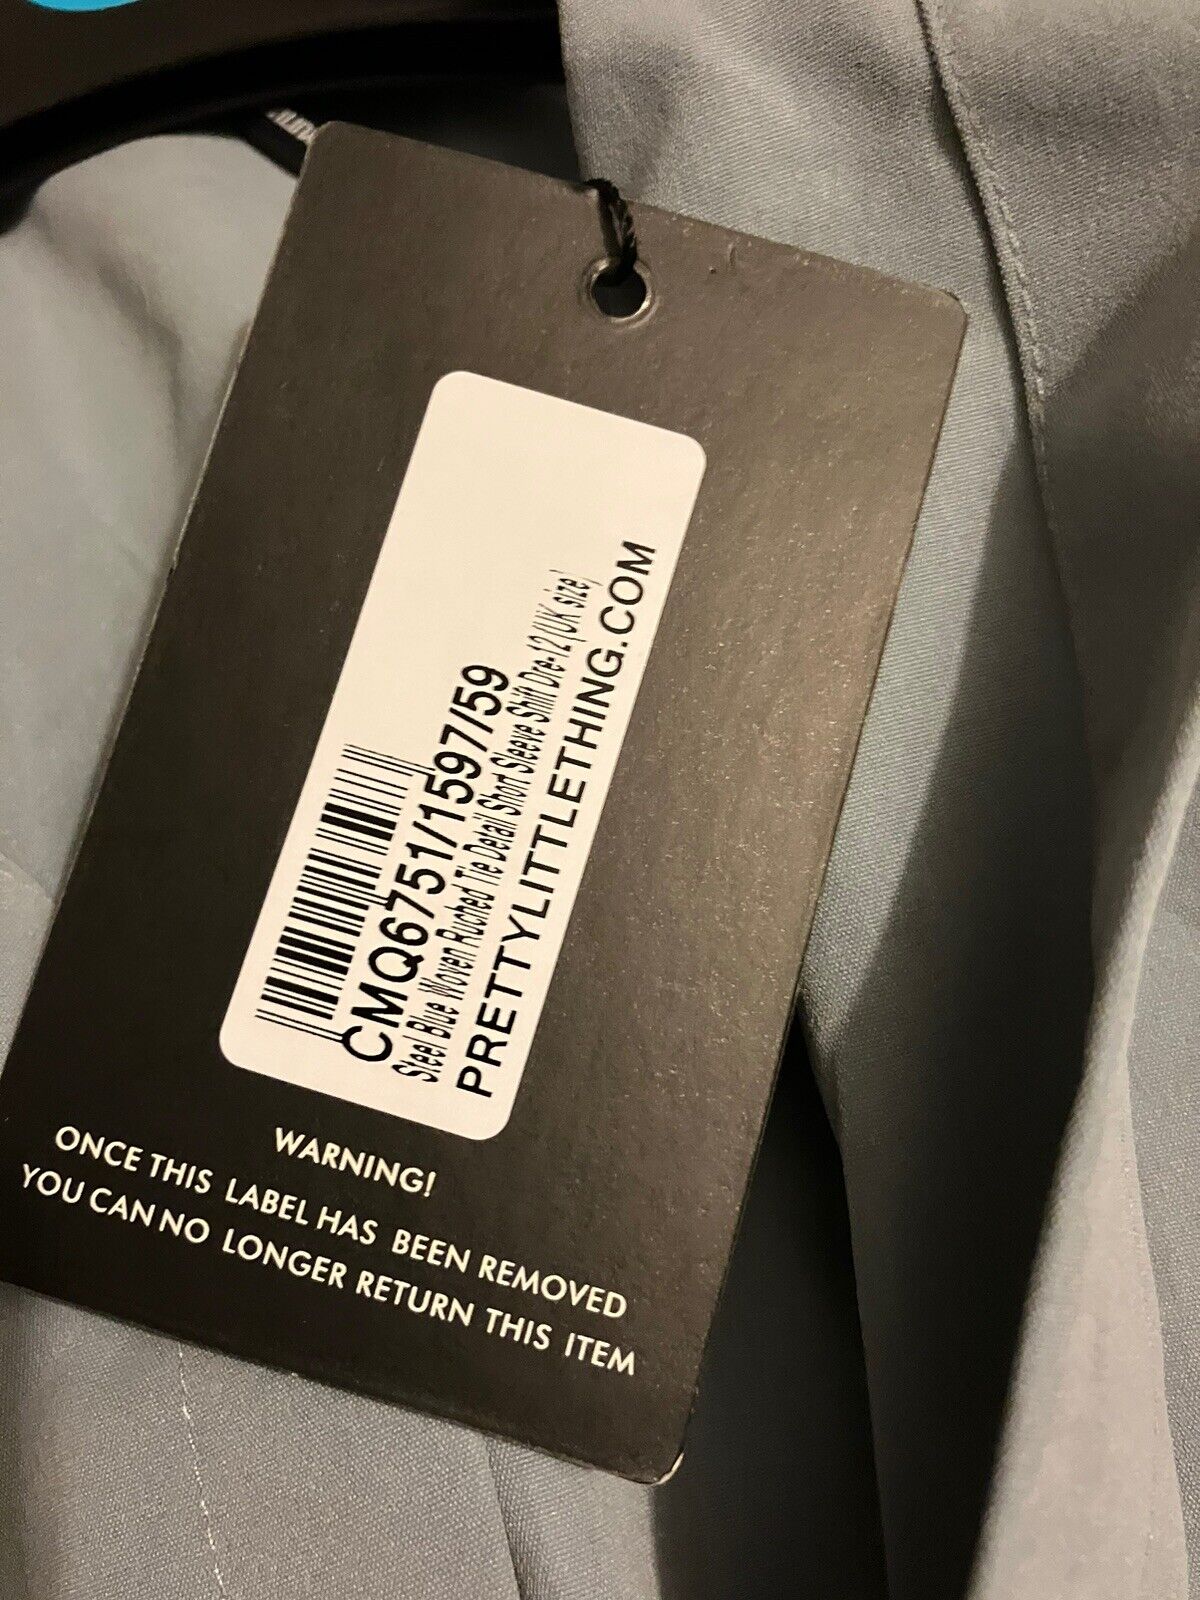 CMQ6751/1597/59
Steel Blue Woven Ruched Tie Detail Short Sleeve Shift Dre-12(UK size)
PRETTYLITTLETHING.COM
WARNING!
ONCE THIS LABEL HAS BEEN REMOVED
YOU CAN NO LONGER RETURN THIS ITEM